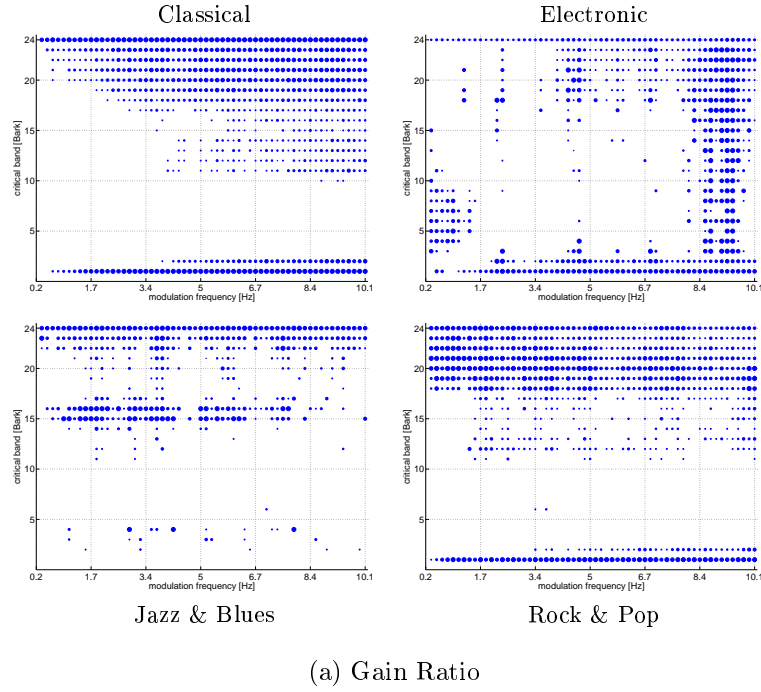 Classical
Electronic
critical band [Bark]
24
20
15
10
5
0.2 1.7 3.4 5 6.7 8.4 10.1
modulation frequency [Hz]
critical band [Bark]
24
20
15
10
5
0.2 1.7 3.4 5 6.7 8.4 10.1
modulation frequency [Hz]
critical band [Bark]
24
20
15
10
5
0.2 1.7 3.4 5 6.7 8.4 10.1
modulation frequency [Hz]
critical band [Bark]
24
20
15
10
5
0.2 1.7 3.4 5 6.7 8.4 10.1
modulation frequency [Hz]
Jazz & Blues
Rock & Pop
(a) Gain Ratio